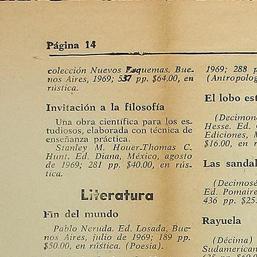 Página 14
colección Nuevos Esquemas. Bue-
nos Aires, 1969; 537 pp. $64.00, en
rústica.
Invitación a la filosofía
Una obra científica para los es-
tudiosos, elaborada con técnica de
enseñanza práctica.
Stanley M. Honer.Thomas C.
Hunt. Ed. Diana, México, agosto
de 1969; 281 pp. $40.00, en rús-
tica.
Literatura
Fin del mundo
Pablo Neruda. Ed. Losada, Bue-
nos Aires, julio de 1969; 189 pp.
$50.00, en rústica. (Poesía).
1969; 288 p
(Antropolog
El lobo est
(Decimon
Hesse. Ed. C
Ediciones, M
$16.00, en r
Las sandal
(Decimosé
Ed. Pomaire
436 pp. $25.
Rayuela
(Décima)
Sudamerican